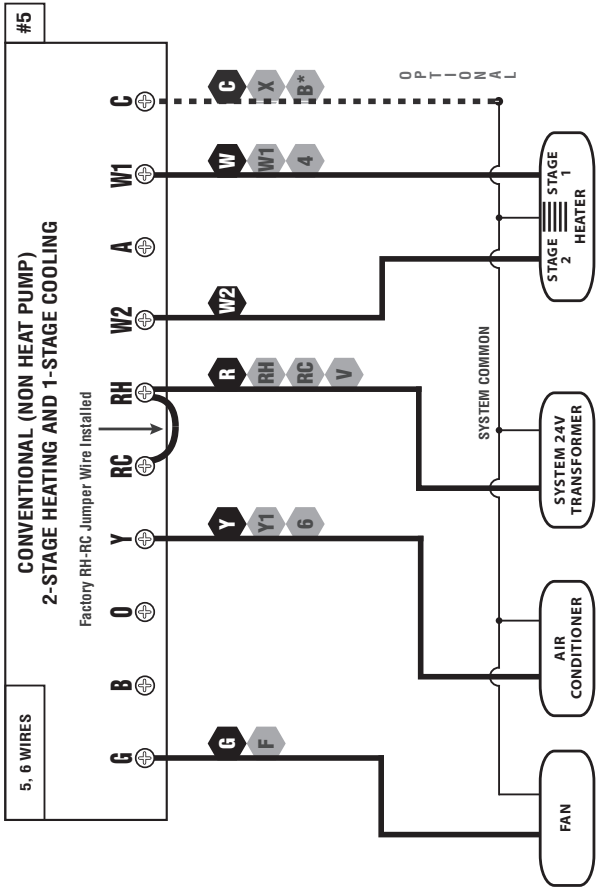 #5
5, 6 WIRES
CONVENTIONAL (NON HEAT PUMP)
2-STAGE HEATING AND 1-STAGE COOLING
Factory RH-RC Jumper Wire Installed
G B O Y RC RH W2 A W1 C
G Y R W2 W C
F Y1 RH W1 X
6 RC 4 B*
V
OPTIONAL
SYSTEM COMMON
FAN
AIR
CONDITIONER
SYSTEM 24V
TRANSFORMER
STAGE
2
STAGE
1
HEATER